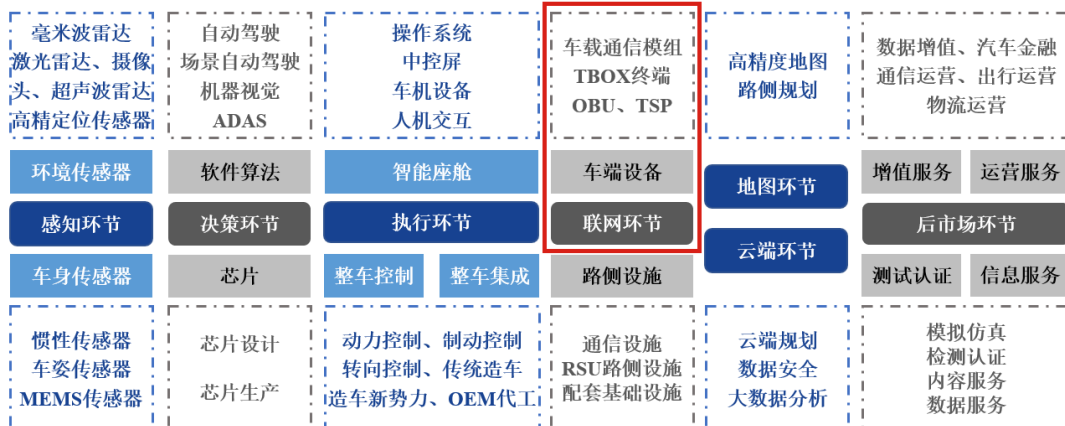 毫米波雷达
激光雷达、摄像
头、超声波雷达
高精定位传感器
自动驾驶
场景自动驾驶
机器视觉
ADAS
操作系统
中控屏
车机设备
人机交互
车载通信模组
TBOX终端
OBU、TSP
高精度地图
路侧规划
数据增值、汽车金融
通信运营、出行运营
物流运营
环境传感器
软件算法
智能座舱
车端设备
地图环节
增值服务
运营服务
感知环节
决策环节
执行环节
联网环节
云端环节
后市场环节
车身传感器
芯片
整车控制
整车集成
路侧设施
测试认证
信息服务
惯性传感器
车姿传感器
MEMS传感器
芯片设计
芯片生产
动力控制、制动控制
转向控制、传统造车
造车新势力、OEM代工
通信设施
RSU路侧设施
配套基础设施
云端规划
数据安全
大数据分析
模拟仿真
检测认证
内容服务
数据服务